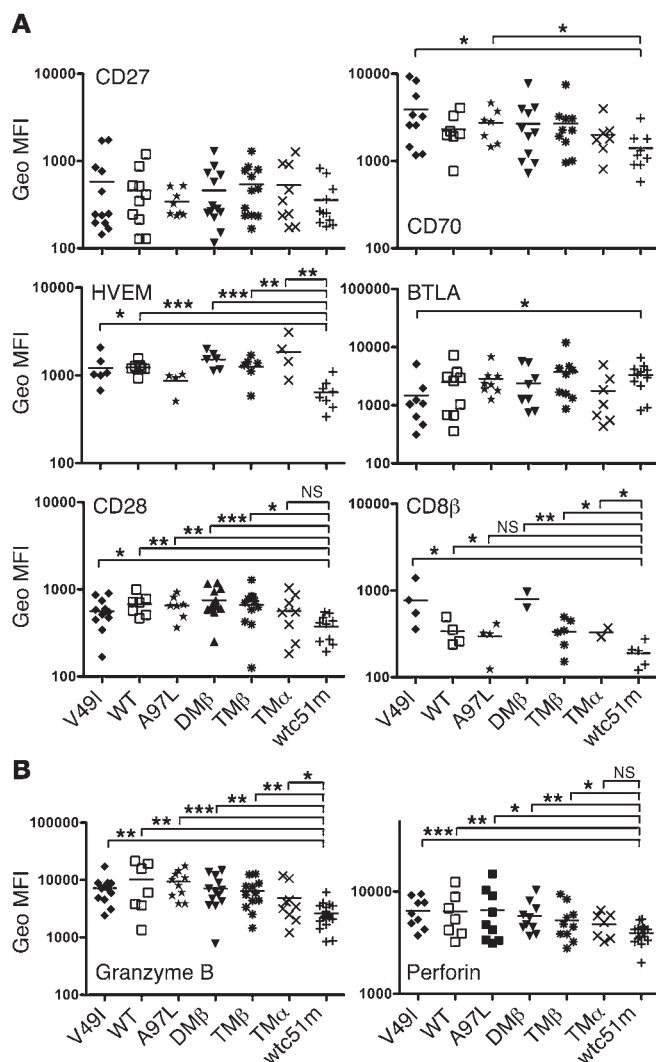 A
* *
CD27
CD70
Geo MFI
10000
1000
100
10000
1000
100
HVEM
BTLA
** *** ** *** *
*
Geo MFI
10000
1000
100
100000
10000
1000
100
CD28
CD8β
NS * *** ** ** *
* * ** NS * *
Geo MFI
10000
1000
100
10000
1000
100
V49I WT A97L DMβ TMβ TMα wtc51m
V49I WT A97L DMβ TMβ TMα wtc51m
B
* ** ** *** ** **
NS * ** * ** ***
Geo MFI
100000
10000
1000
100
10000
1000
Granzyme B
Perforin
V49I WT A97L DMβ TMβ TMα wtc51m
V49I WT A97L DMβ TMβ TMα wtc51m